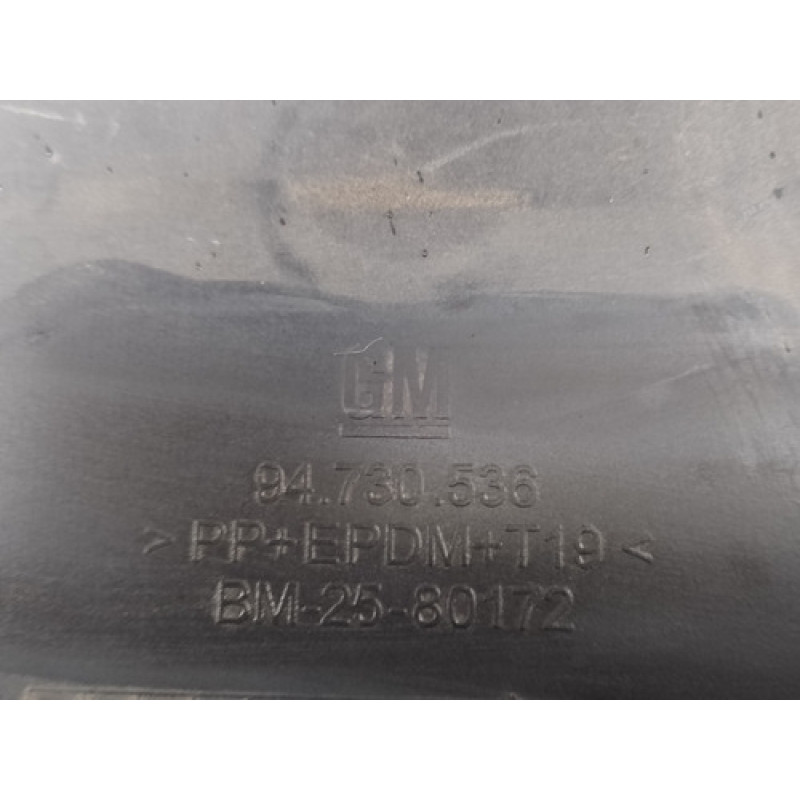 GM
94.730.536
> PP+EPDM+T19 <
BM-25-80172